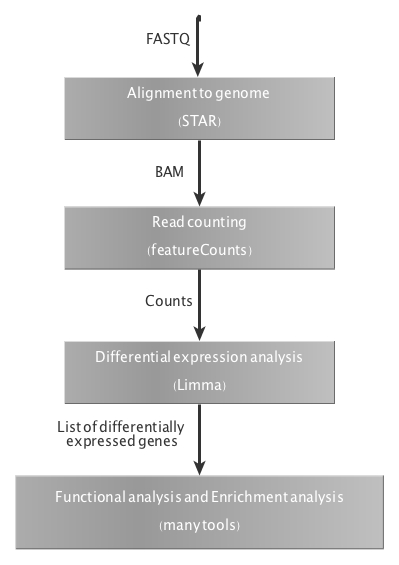 FASTQ
Alignment to genome
(STAR)
BAM
Read counting
(featureCounts)
Counts
Differential expression analysis
(Limma)
List of differentially
expressed genes
Functional analysis and Enrichment analysis
(many tools)